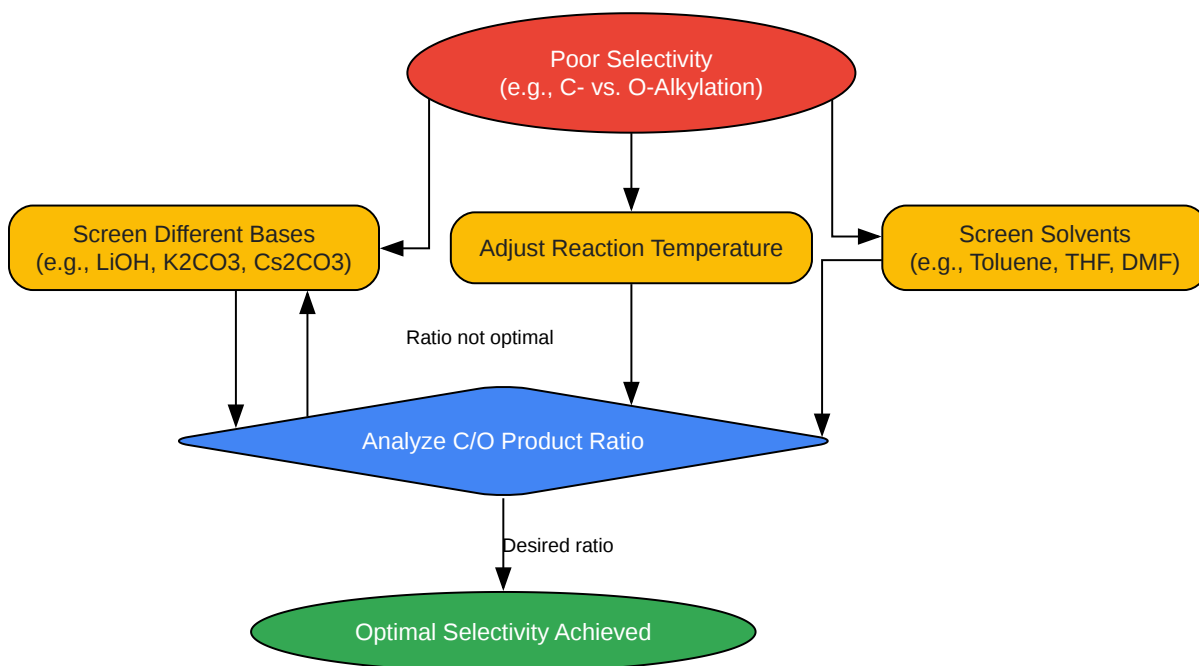 Poor Selectivity
(e.g., C- vs. O-Alkylation)
Screen Different Bases
(e.g., LiOH, K2CO3, Cs2CO3)
Adjust Reaction Temperature
Screen Solvents
(e.g., Toluene, THF, DMF)
Ratio not optimal
Analyze C/O Product Ratio
Desired ratio
Optimal Selectivity Achieved